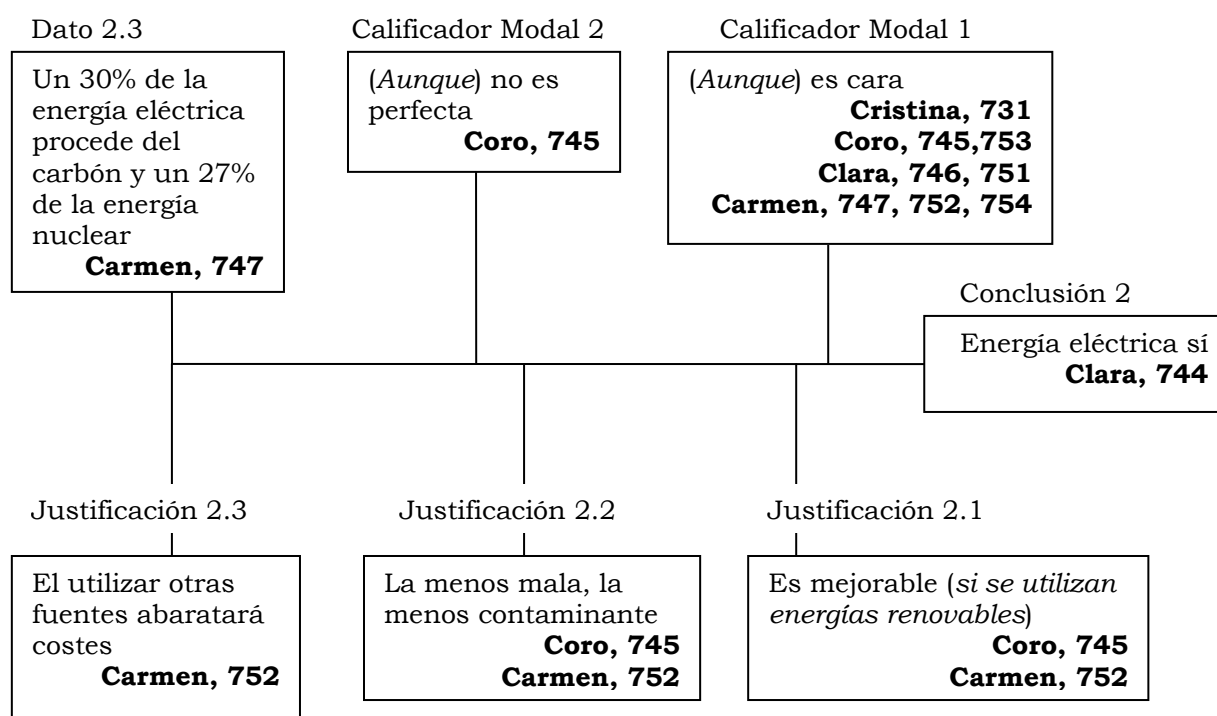 Dato 2.3
Un 30% de la
energía eléctrica
procede del
carbón y un 27%
de la energía
nuclear
Carmen, 747
Calificador Modal 2
(Aunque) no es
perfecta
Coro, 745
Calificador Modal 1
(Aunque) es cara
Cristina, 731
Coro, 745,753
Clara, 746, 751
Carmen, 747, 752, 754
Conclusión 2
Energía eléctrica sí
Clara, 744
Justificación 2.3
El utilizar otras
fuentes abaratará
costes
Carmen, 752
Justificación 2.2
La menos mala, la
menos contaminante
Coro, 745
Carmen, 752
Justificación 2.1
Es mejorable (si se utilizan
energías renovables)
Coro, 745
Carmen, 752